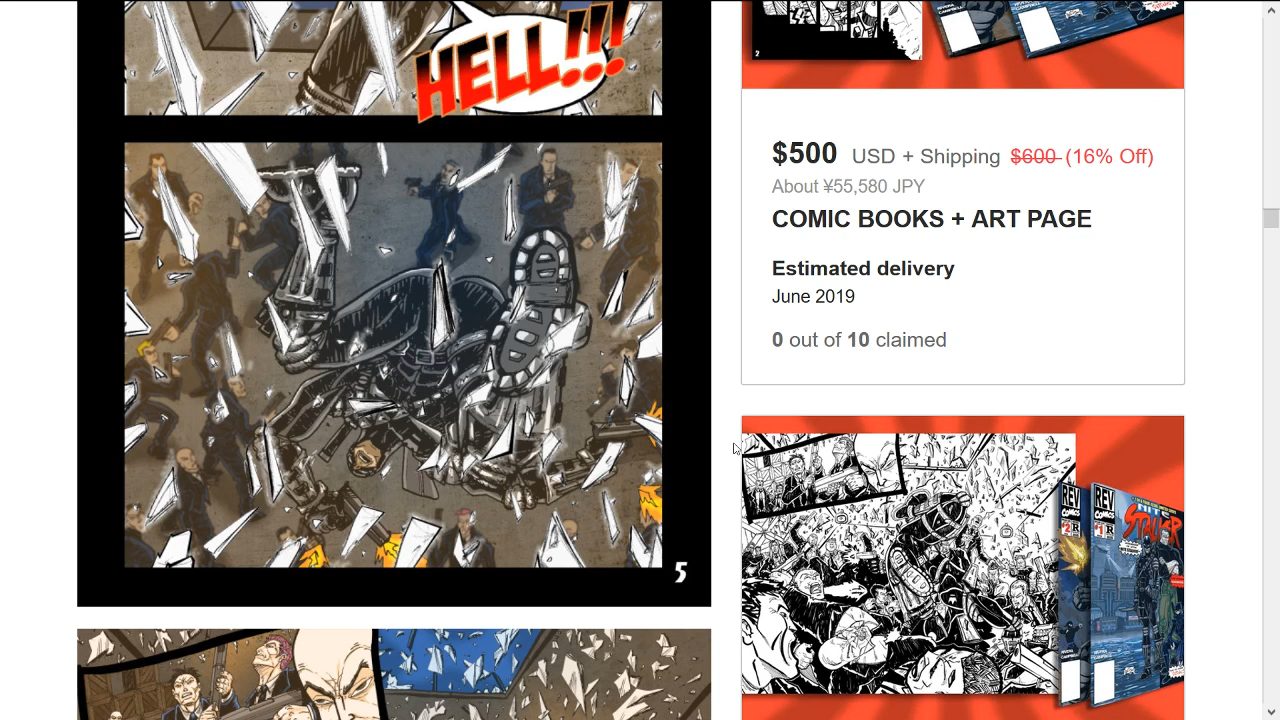 HELL!!!
5
$500 USD + Shipping $600 (16% Off)
About ¥55,580 JPY
COMIC BOOKS + ART PAGE
Estimated delivery
June 2019
0 out of 10 claimed
REV
COMICS
REV
COMICS
#1
R
STALKER